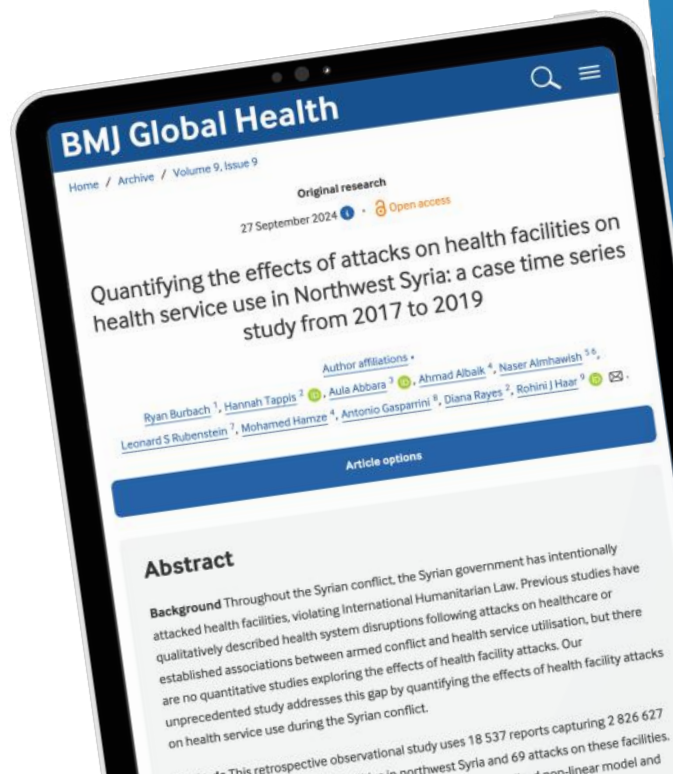 BMJ Global Health
Home / Archive / Volume 9, Issue 9
Original research
27 September 2024 · Open access
Quantifying the effects of attacks on health facilities on
health service use in Northwest Syria: a case time series
study from 2017 to 2019
Author affiliations
Ryan Burbach 1, Hannah Tappis 2, Aula Abbara 3, Ahmad Albaik 4, Naser Almhawish 5 6,
Leonard S Rubenstein 7, Mohamed Hamze 4, Antonio Gasparrini 8, Diana Rayes 2, Rohini J Haar 9.
Article options
Abstract
Background Throughout the Syrian conflict, the Syrian government has intentionally
attacked health facilities, violating International Humanitarian Law. Previous studies have
qualitatively described health system disruptions following attacks on healthcare or
established associations between armed conflict and health service utilisation, but there
are no quantitative studies exploring the effects of health facility attacks. Our
unprecedented study addresses this gap by quantifying the effects of health facility attacks
on health service use during the Syrian conflict.
This retrospective observational study uses 18 537 reports capturing 2 826 627
in northwest Syria and 69 attacks on these facilities.
non-linear model and